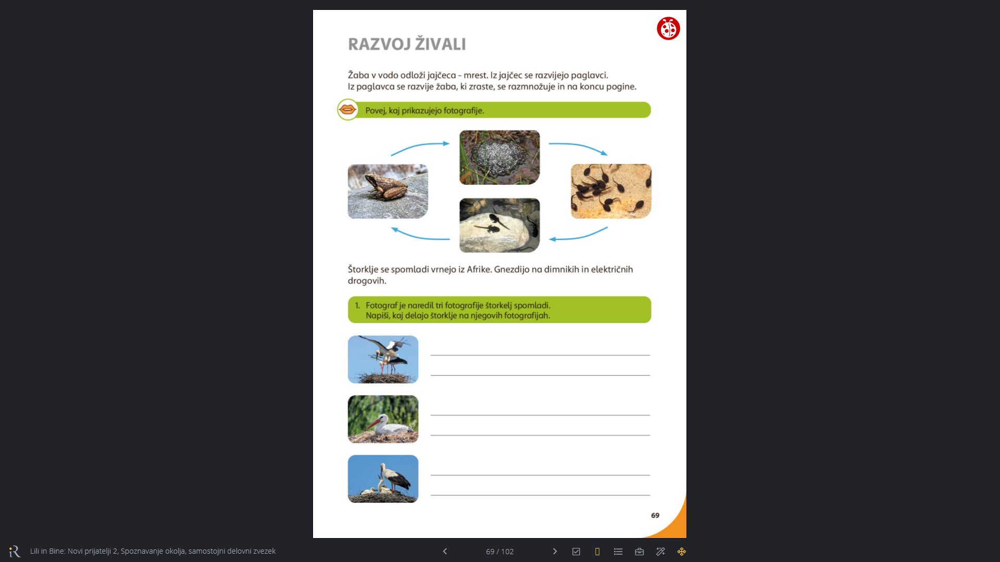 RAZVOJ ŽIVALI
Žaba v vodo odloži jajčeca - mrest. Iz jajčec se razvijejo paglavci.
Iz paglavca se razvije žaba, ki zraste, se razmnožuje in na koncu pogine.
Povej, kaj prikazujejo fotografije.
Štorklje se spomladi vrnejo iz Afrike. Gnezdijo na dimnikih in električnih
drogovih.
1. Fotograf je naredil tri fotografije štorkelj spomladi.
Napiši, kaj delajo štorklje na njegovih fotografijah.
69
iR Lili in Bine: Novi prijatelji 2, Spoznavanje okolja, samostojni delovni zvezek
69 / 102